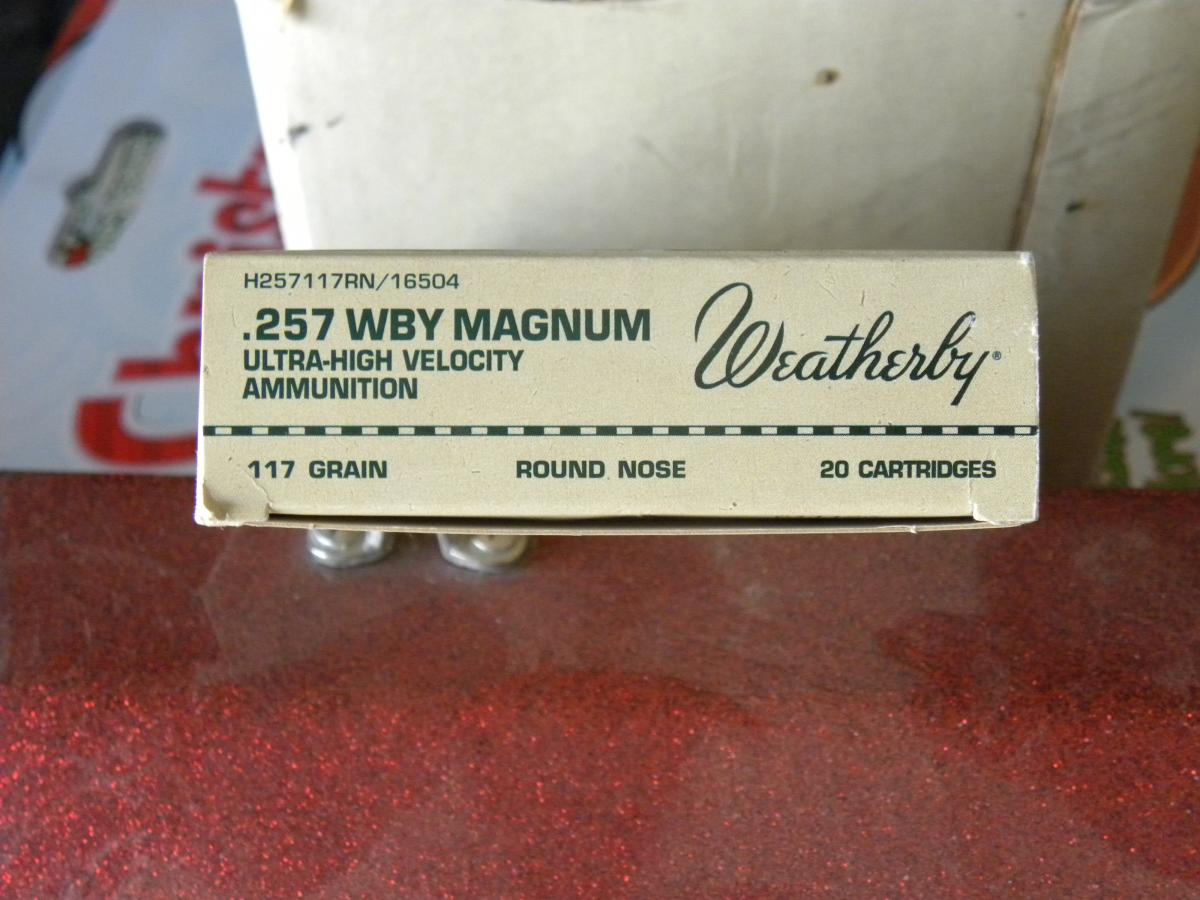 H257117RN/16504
.257 WBY MAGNUM
ULTRA-HIGH VELOCITY
AMMUNITION
Weatherby®
117 GRAIN ROUND NOSE 20 CARTRIDGES